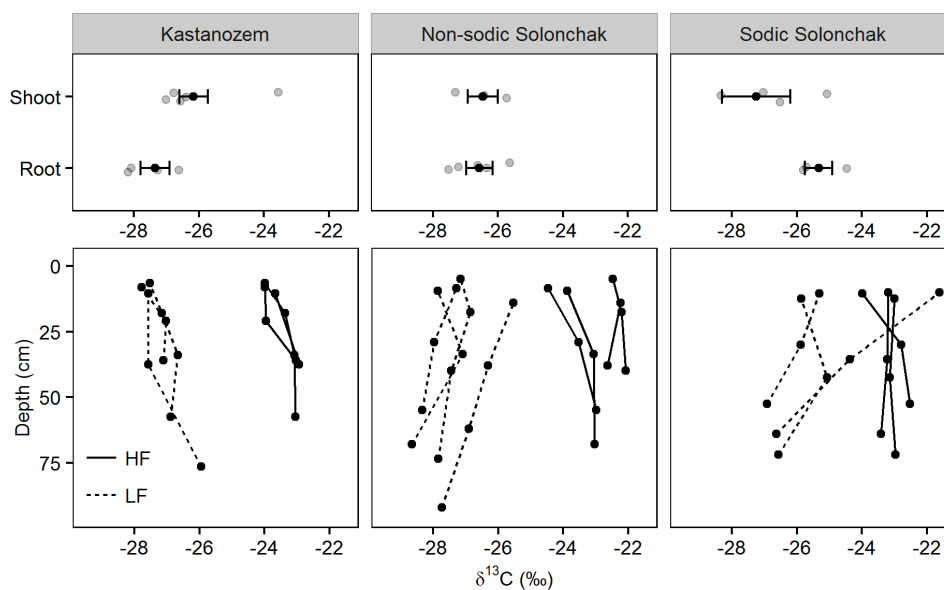 Kastanozem Non-sodic Solonchak Sodic Solonchak
Shoot
Root
-28 -26 -24 -22 -28 -26 -24 -22 -28 -26 -24 -22
0
25
50
75
Depth (cm)
HF
LF
-28 -26 -24 -22 -28 -26 -24 -22 -28 -26 -24 -22
δ¹³C (‰)